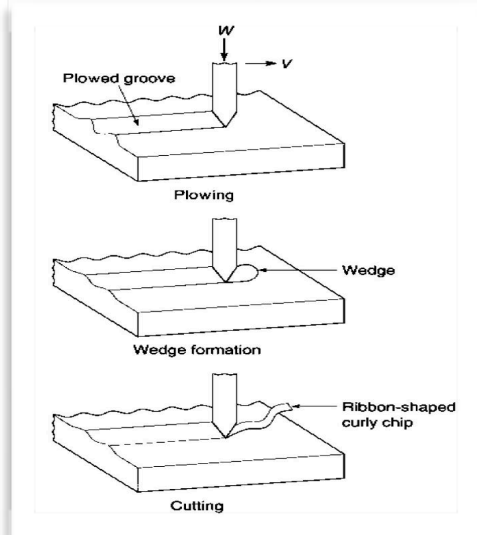 W
V
Plowed groove
Plowing
Wedge
Wedge formation
Ribbon-shaped
curly chip
Cutting